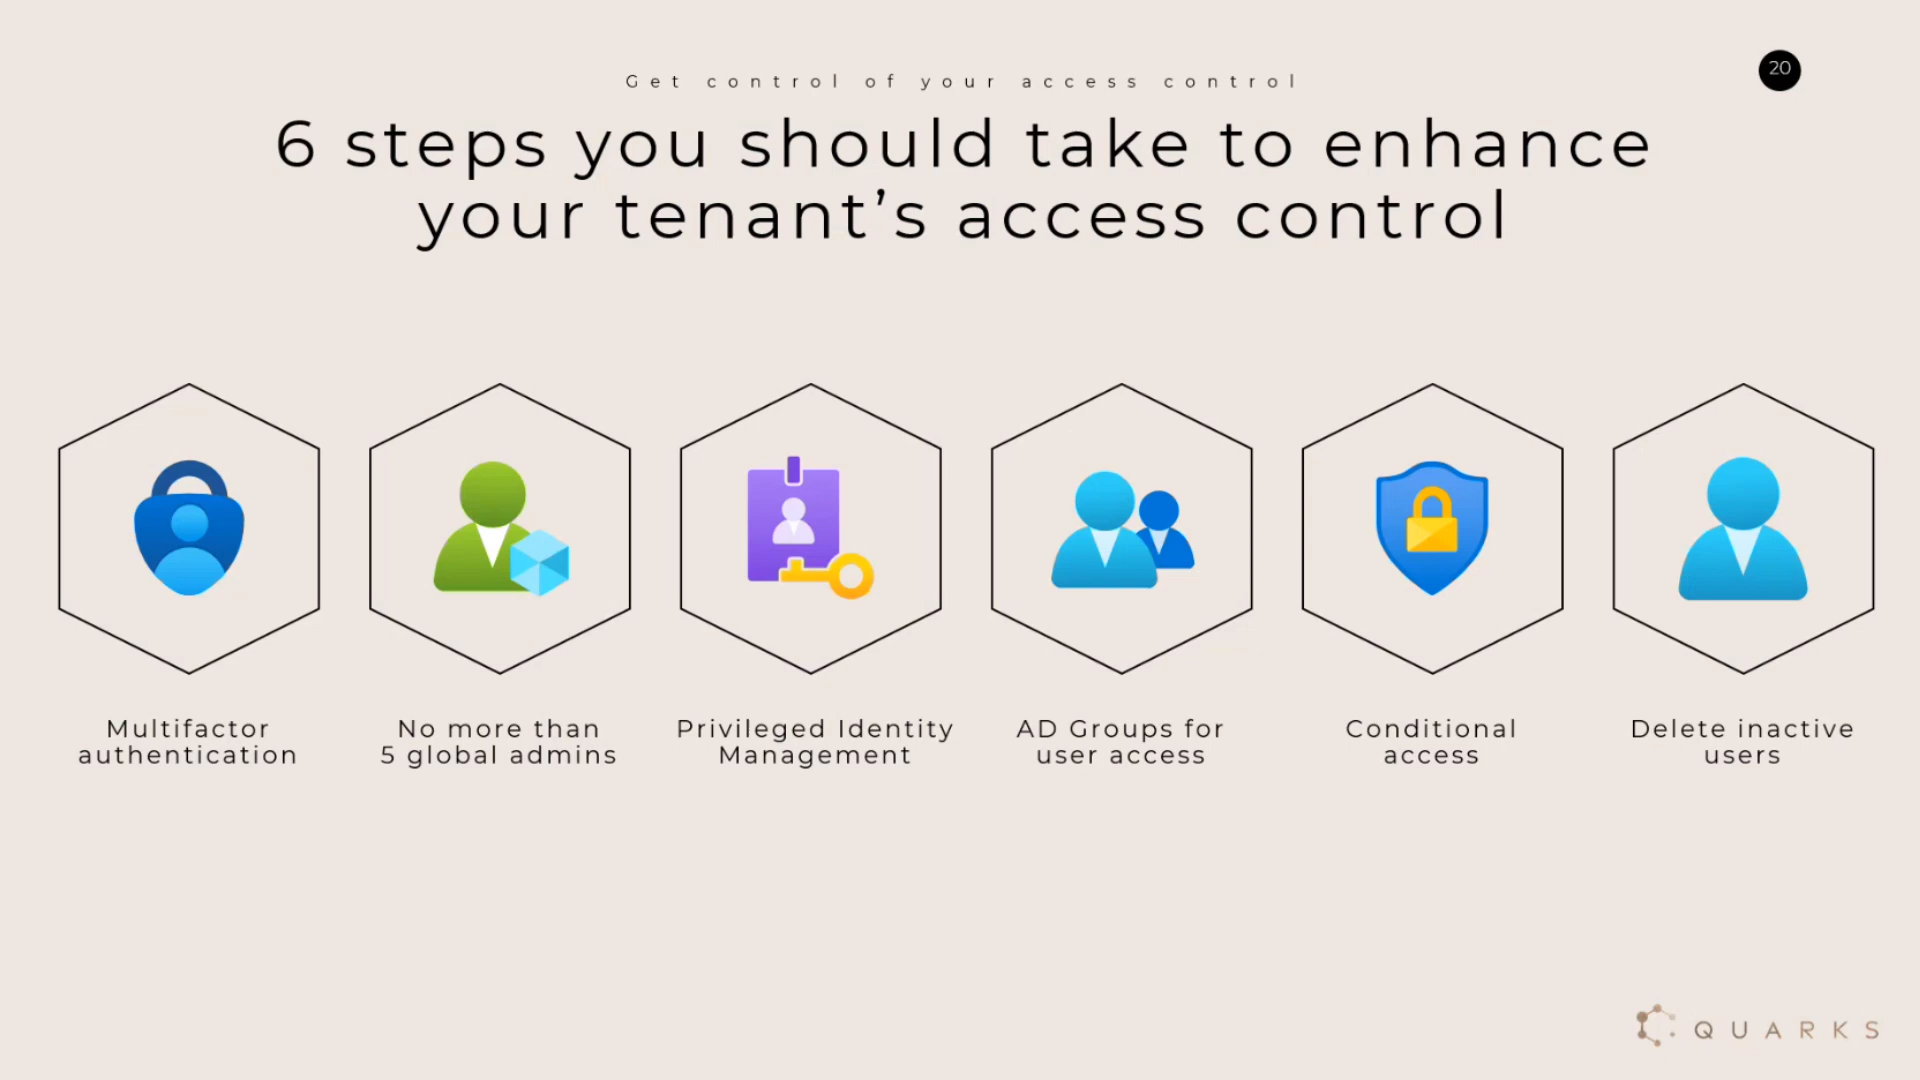 Get control of your access control
20
6 steps you should take to enhance
your tenant’s access control
Multifactor
authentication
No more than
5 global admins
Privileged Identity
Management
AD Groups for
user access
Conditional
access
Delete inactive
users
QUARKS